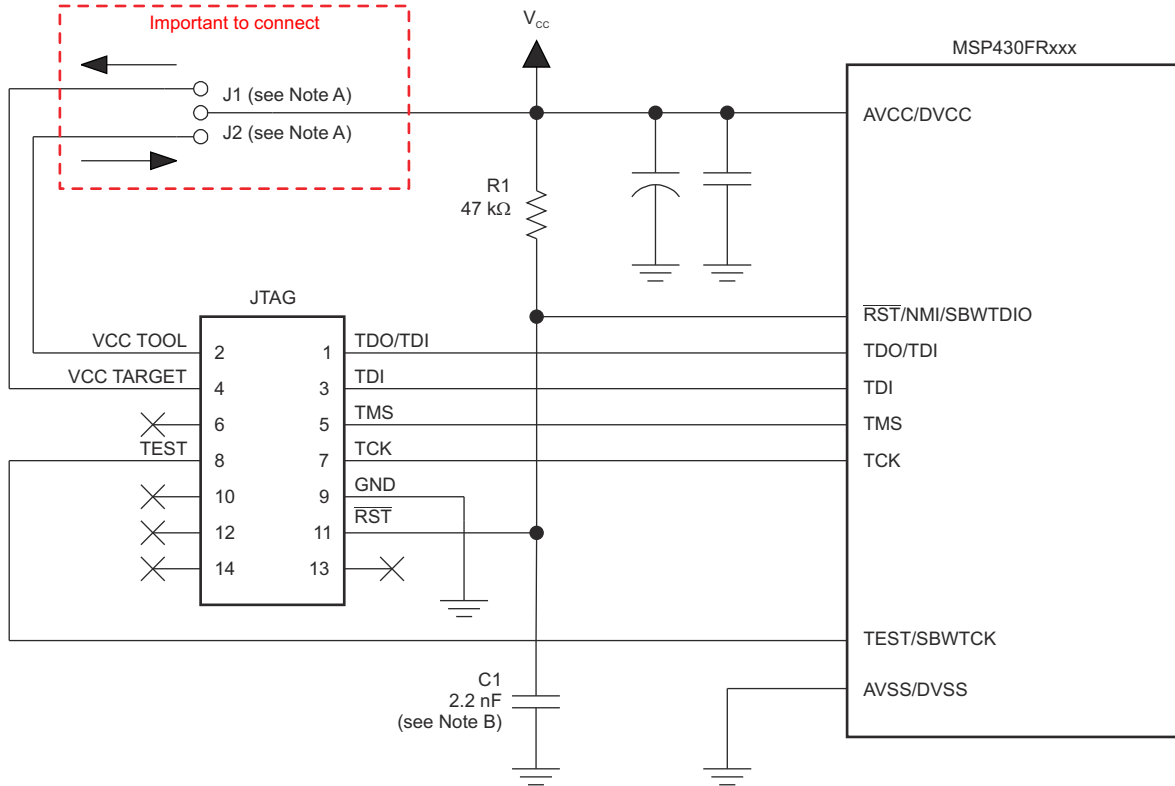 Important to connect
V_CC
MSP430FRxxx
J1 (see Note A)
J2 (see Note A)
AVCC/DVCC
R1
47 kΩ
JTAG
R̅S̅T̅/NMI/SBWTDIO
VCC TOOL
2
1
TDO/TDI
TDO/TDI
VCC TARGET
4
3
TDI
TDI
6
5
TMS
TMS
TEST
8
7
TCK
TCK
10
9
GND
12
11
R̅S̅T̅
14
13
TEST/SBWTCK
C1
2.2 nF
(see Note B)
AVSS/DVSS